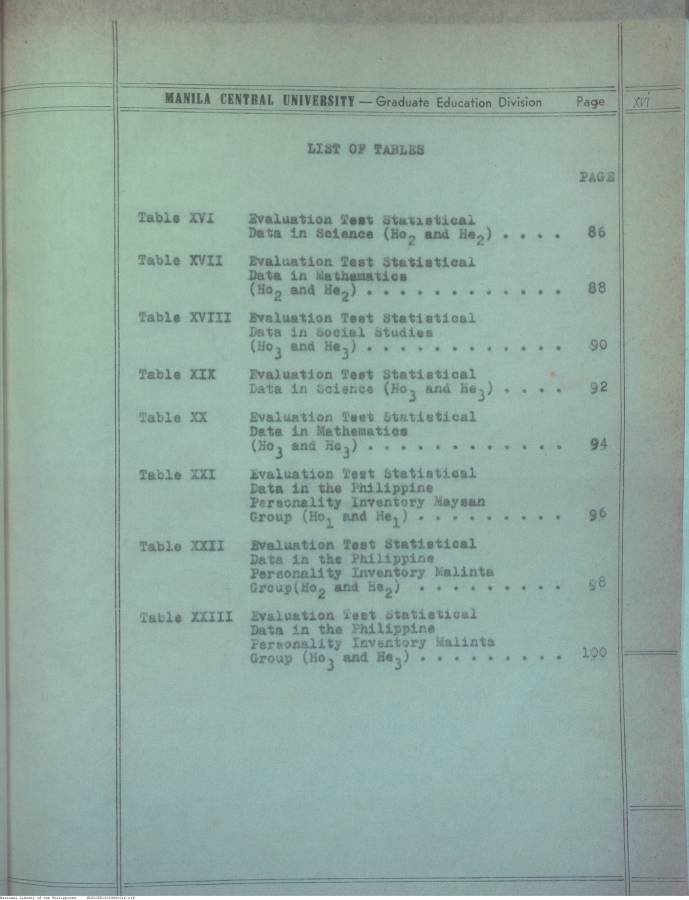 MANILA CENTRAL UNIVERSITY — Graduate Education Division Page xvi
LIST OF TABLES
PAGE
Table XVI Evaluation Test Statistical
Data in Science (Ho2 and He2) . . . . 86
Table XVII Evaluation Test Statistical
Data in Mathematics
(Ho2 and He2) . . . . . . . . . . . . 88
Table XVIII Evaluation Test Statistical
Data in Social Studies
(Ho3 and He3) . . . . . . . . . . . . 90
Table XIX Evaluation Test Statistical
Data in Science (Ho3 and He3) . . . . 92
Table XX Evaluation Test Statistical
Data in Mathematics
(Ho3 and He3) . . . . . . . . . . . . 94
Table XXI Evaluation Test Statistical
Data in the Philippine
Personality Inventory Maysan
Group (Ho1 and He1) . . . . . . . . . 96
Table XXII Evaluation Test Statistical
Data in the Philippine
Personality Inventory Malinta
Group(Ho2 and He2) . . . . . . . . . 98
Table XXIII Evaluation Test Statistical
Data in the Philippine
Personality Inventory Malinta
Group (Ho3 and He3) . . . . . . . . . 100
National Library of the Philippines